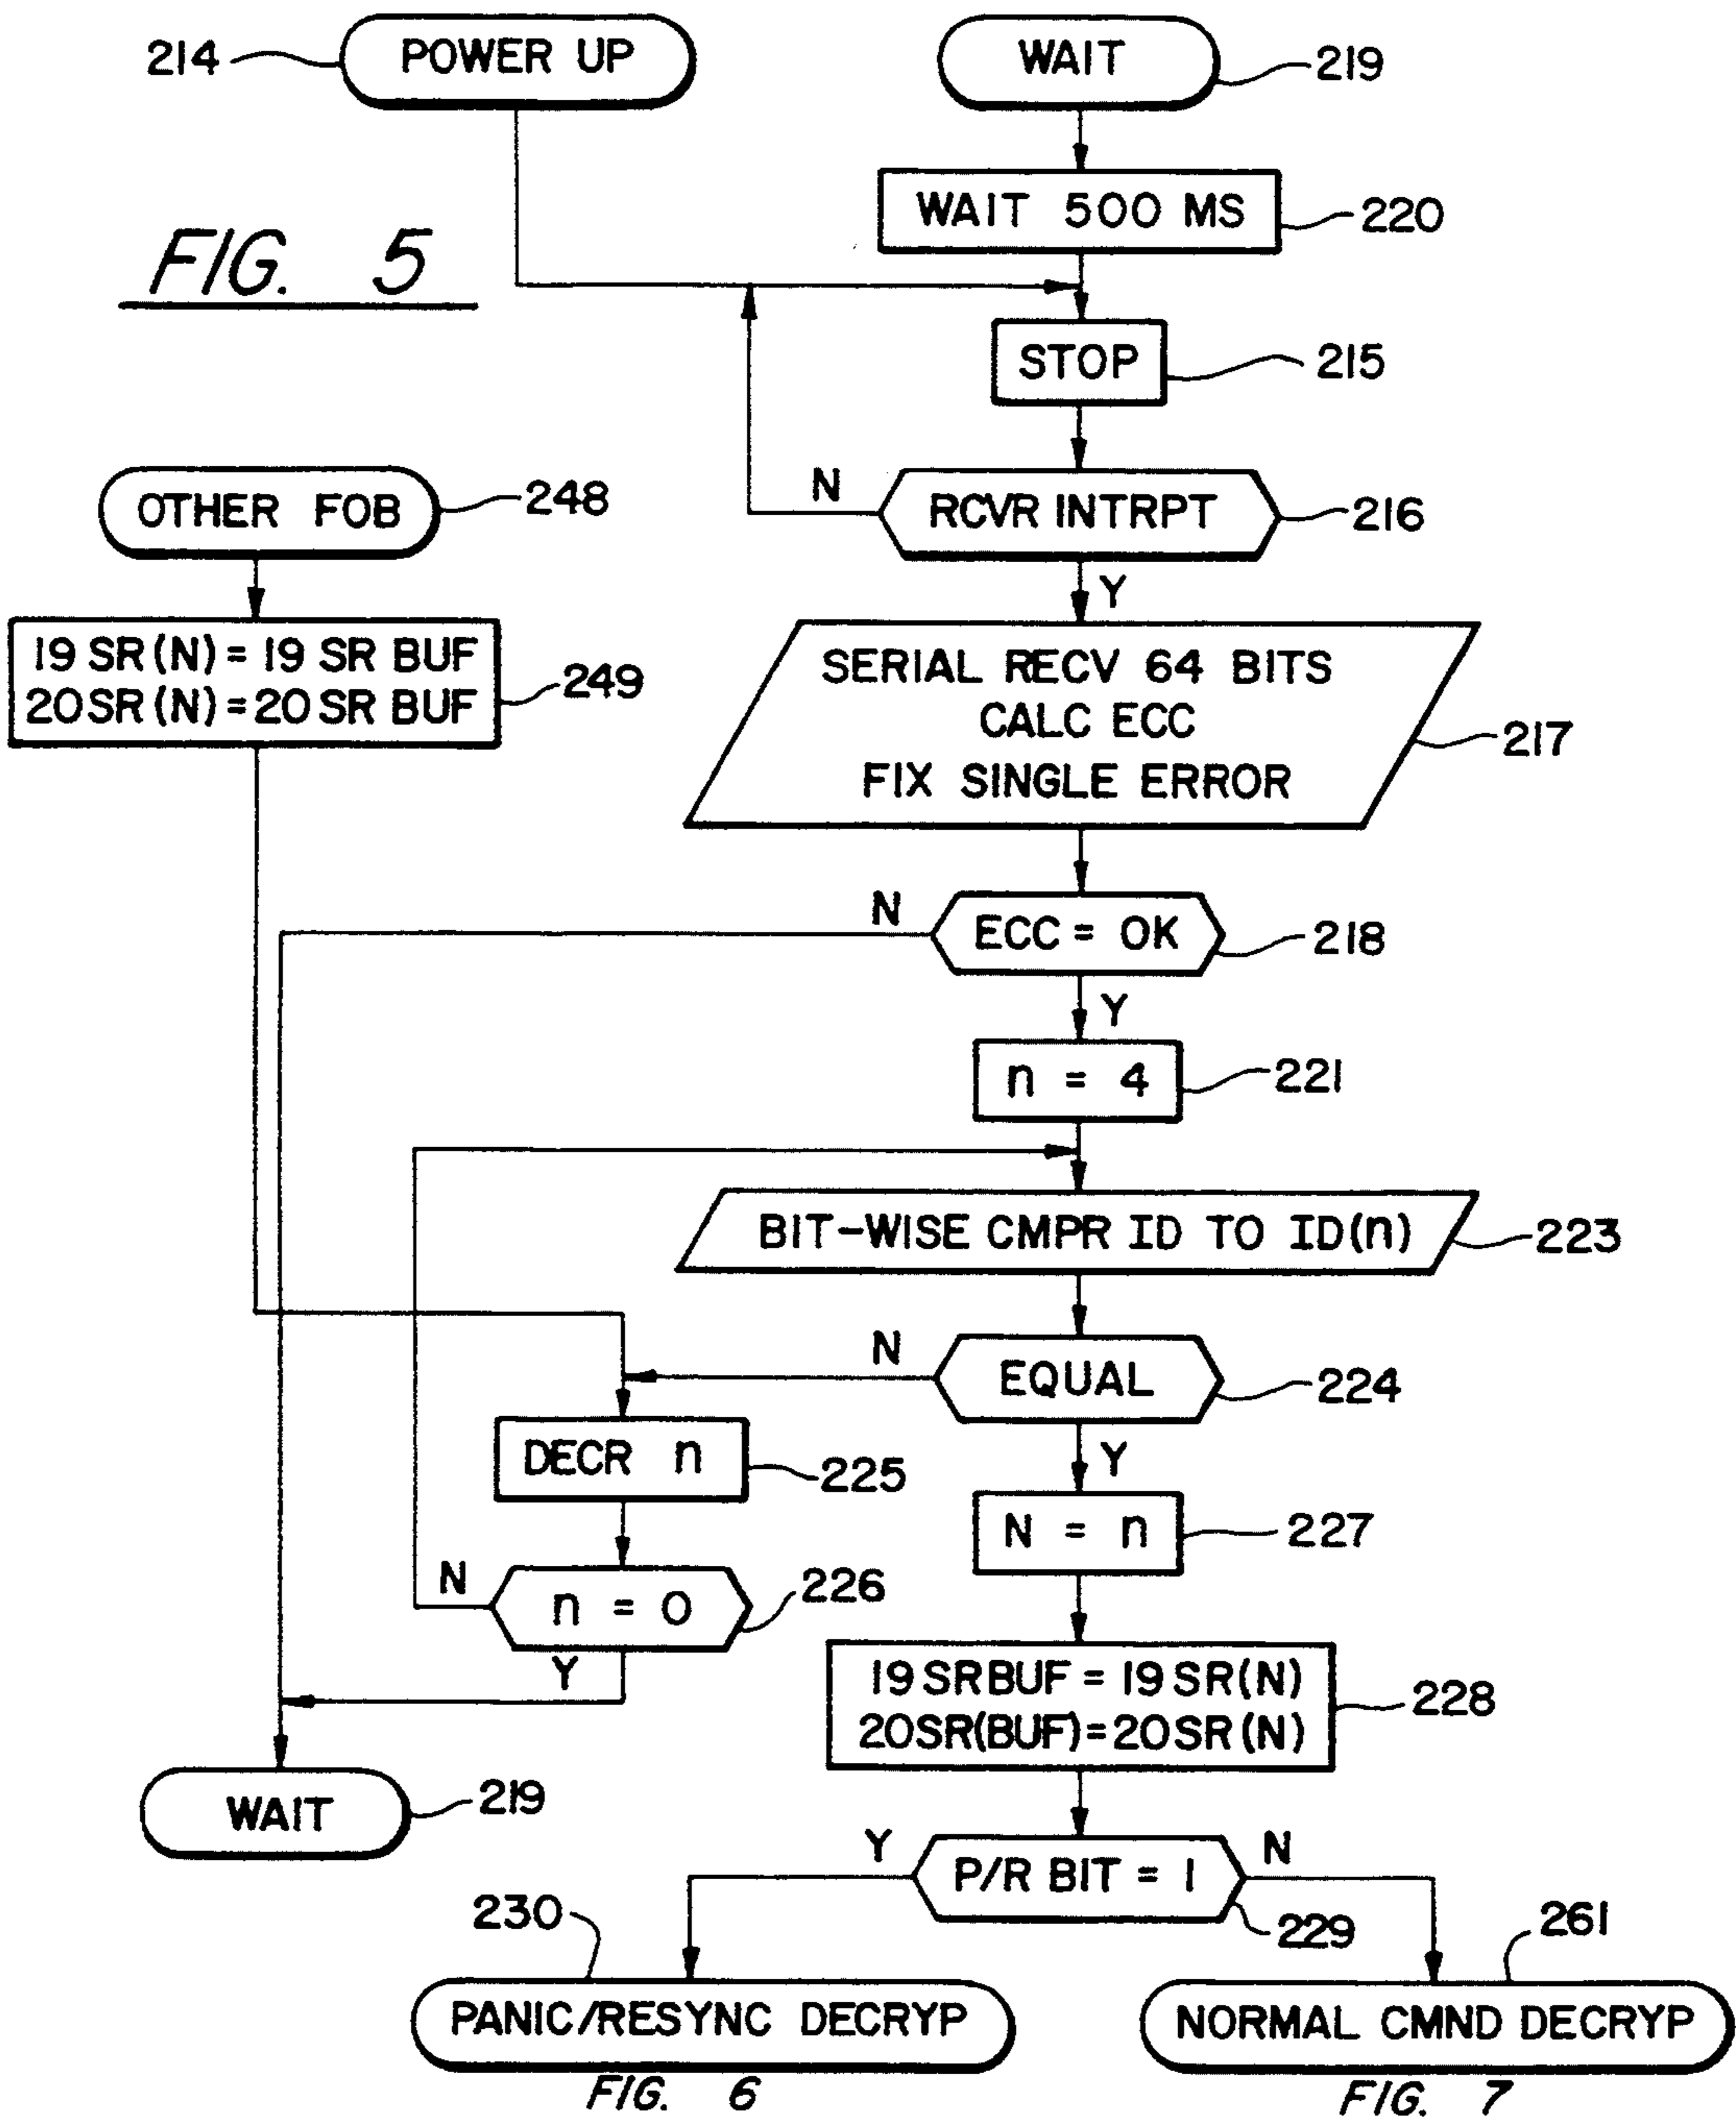 214
POWER UP
WAIT
219
WAIT 500 MS
220
FIG. 5
STOP
215
OTHER FOB
248
N
RCVR INTRPT
216
Y
19 SR(N) = 19 SR BUF
20SR(N)=20 SR BUF
249
SERIAL RECV 64 BITS
CALC ECC
FIX SINGLE ERROR
217
N
ECC = OK
218
Y
n = 4
221
BIT-WISE CMPR ID TO ID(n)
223
N
EQUAL
224
Y
DECR n
225
N = n
227
N
n = 0
226
Y
19 SRBUF = 19 SR(N)
20SR(BUF)=20SR(N)
228
WAIT
219
Y
P/R BIT = 1
N
229
230
261
PANIC/RESYNC DECRYP
NORMAL CMND DECRYP
FIG. 6
FIG. 7